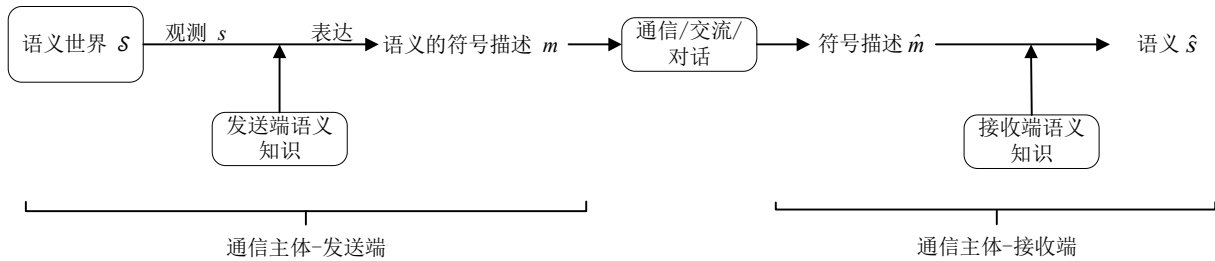 语义世界 𝒮
观测 s
表达
语义的符号描述 m
通信/交流/
对话
符号描述 m̂
语义 ŝ
发送端语义
知识
接收端语义
知识
通信主体-发送端
通信主体-接收端